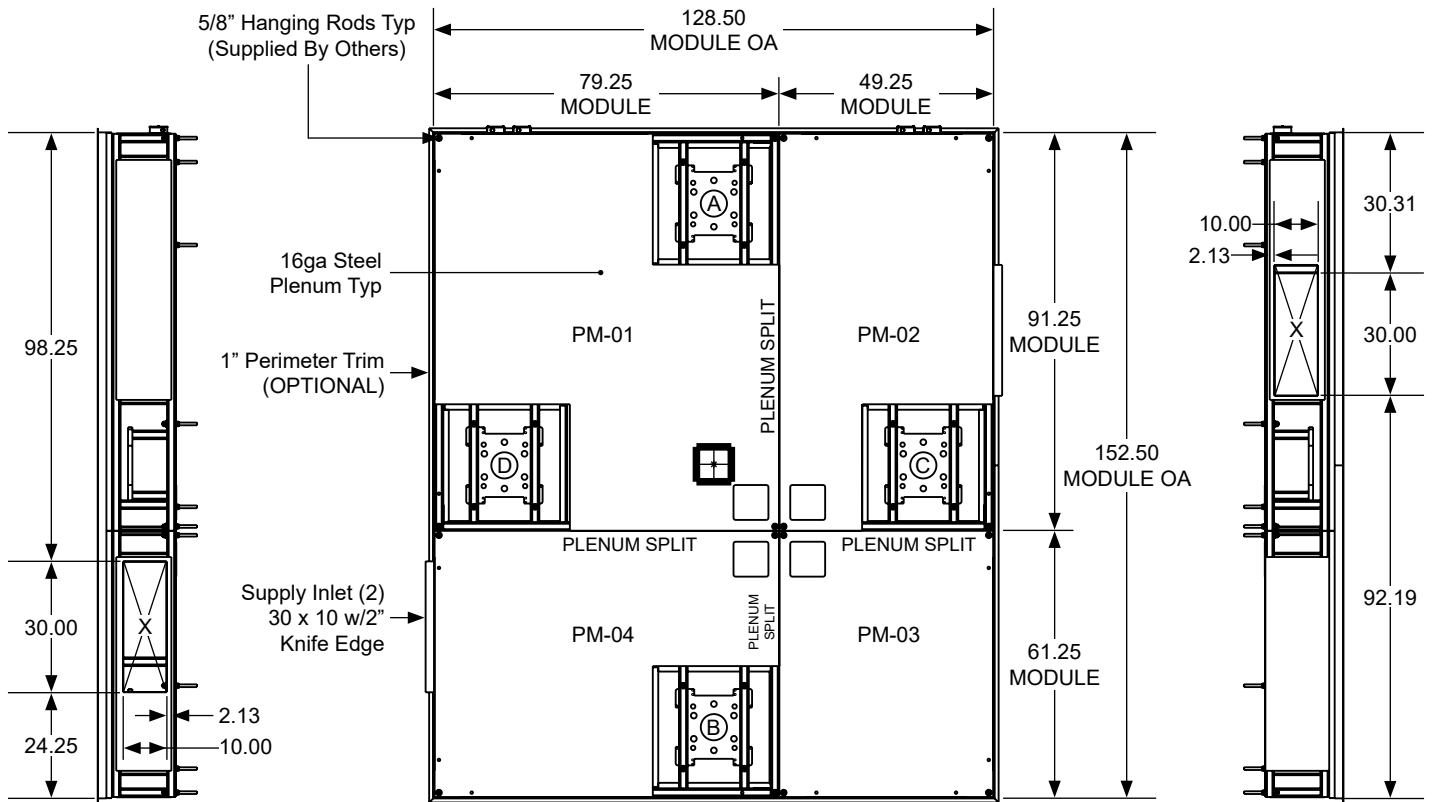 5/8” Hanging Rods Typ
(Supplied By Others)
128.50
MODULE OA
79.25
MODULE
49.25
MODULE
A
16ga Steel
Plenum Typ
PM-01
PLENUM SPLIT
PM-02
91.25
MODULE
98.25
1” Perimeter Trim
(OPTIONAL)
D
C
152.50
MODULE OA
PLENUM SPLIT
PLENUM SPLIT
Supply Inlet (2)
30 x 10 w/2”
Knife Edge
30.00
X
PM-04
PLENUM
SPLIT
PM-03
61.25
MODULE
B
2.13
10.00
24.25
30.31
10.00
2.13
X
30.00
92.19